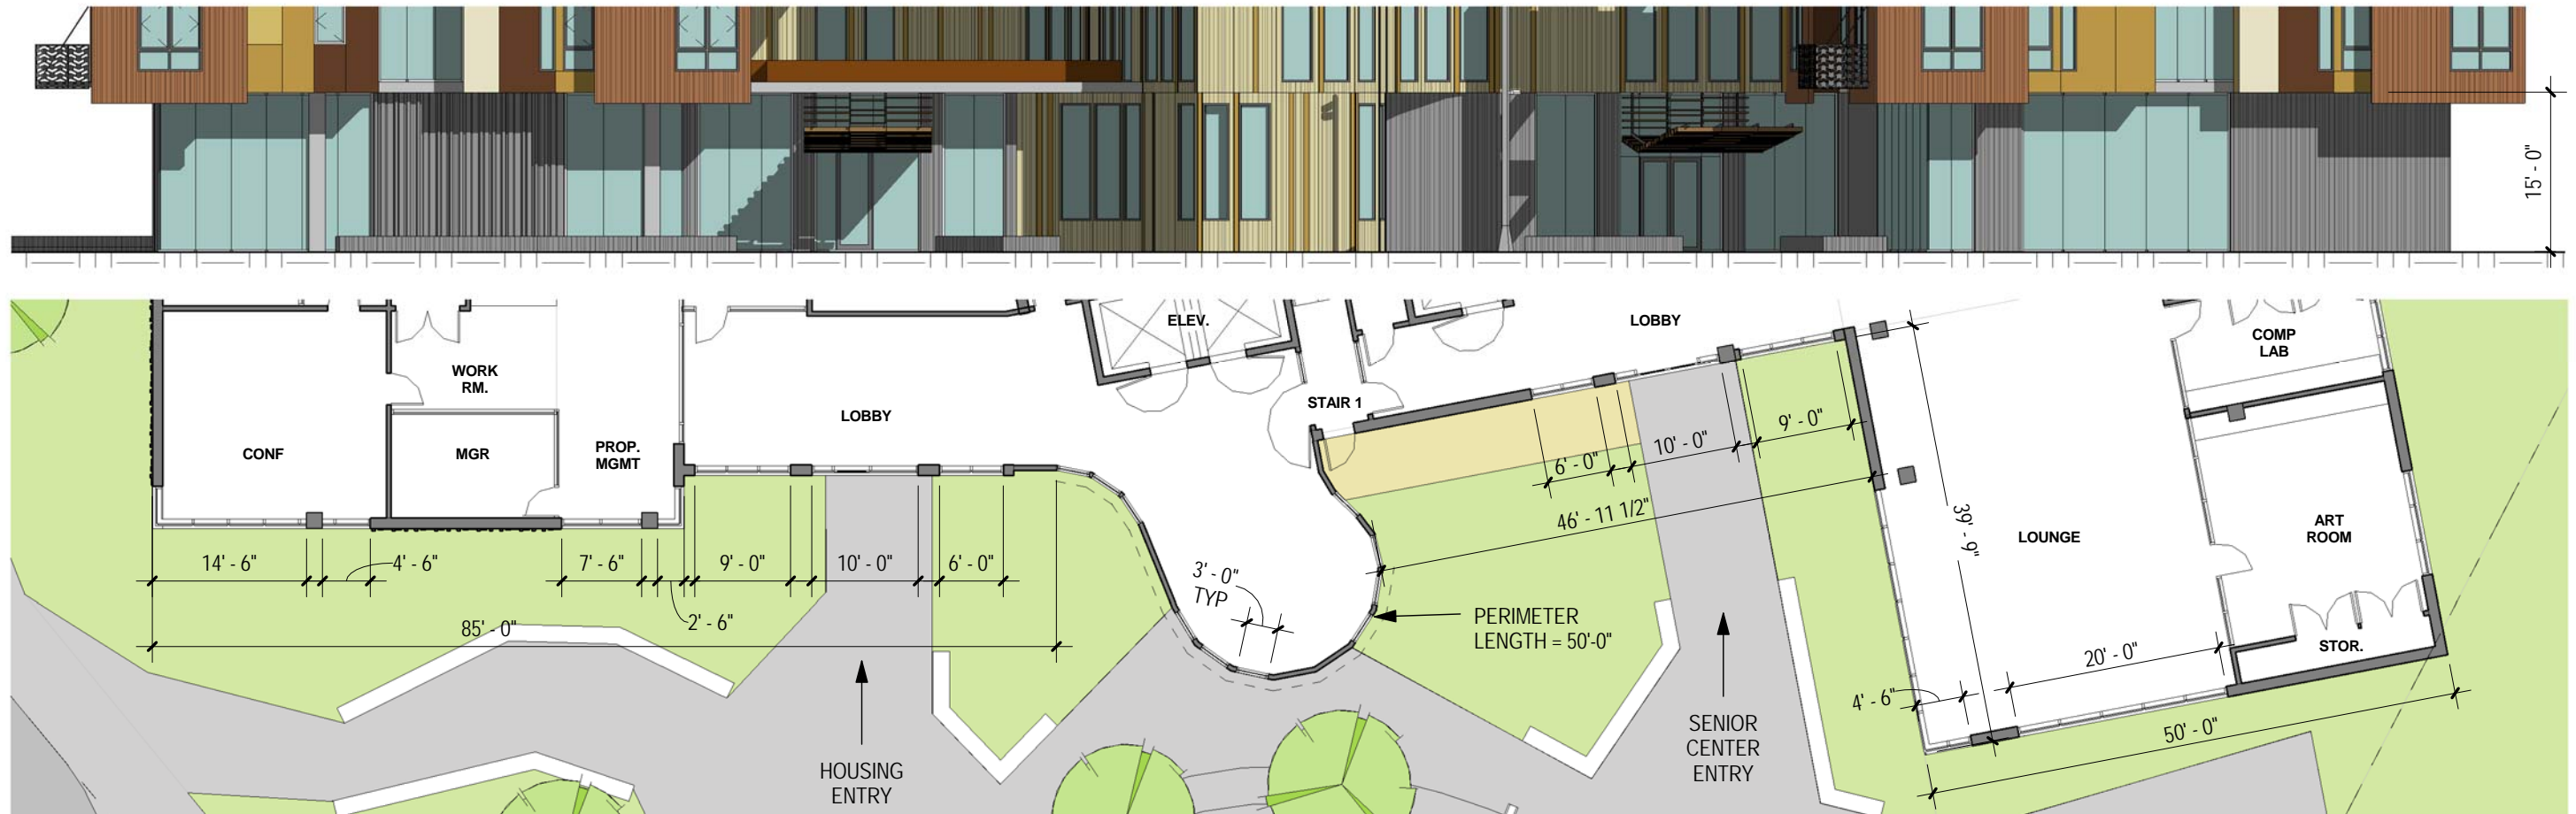 15' - 0"
ELEV.
LOBBY
COMP
LAB
WORK
RM.
STAIR 1
LOBBY
9' - 0"
10' - 0"
6' - 0"
CONF
MGR
PROP.
MGMT
46' - 11 1/2"
39' - 9"
LOUNGE
ART
ROOM
14' - 6"
4' - 6"
7' - 6"
9' - 0"
10' - 0"
6' - 0"
3' - 0"
TYP
2' - 6"
85' - 0"
PERIMETER
LENGTH = 50'-0"
STOR.
20' - 0"
4' - 6"
50' - 0"
HOUSING
ENTRY
SENIOR
CENTER
ENTRY